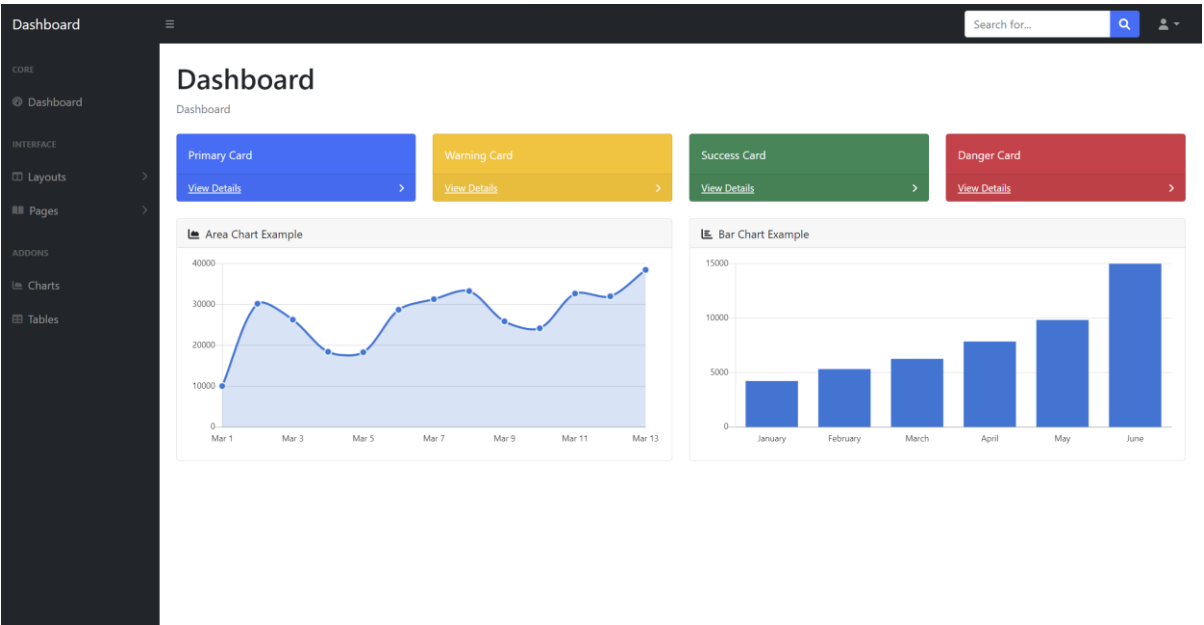 Dashboard
Search for...
CORE
Dashboard
INTERFACE
Layouts
Pages
ADDONS
Charts
Tables
Dashboard
Dashboard
Primary Card
View Details
Warning Card
View Details
Success Card
View Details
Danger Card
View Details
Area Chart Example
40000
30000
20000
10000
0
Mar 1 Mar 3 Mar 5 Mar 7 Mar 9 Mar 11 Mar 13
Bar Chart Example
15000
10000
5000
0
January February March April May June